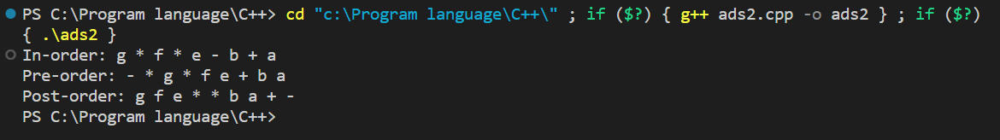 PS C:\Program language\C++> cd "c:\Program language\C++\" ; if ($?) { g++ ads2.cpp -o ads2 } ; if ($?)
{ .\ads2 }
In-order: g * f * e - b + a
Pre-order: - * g * f e + b a
Post-order: g f e * * b a + -
PS C:\Program language\C++>